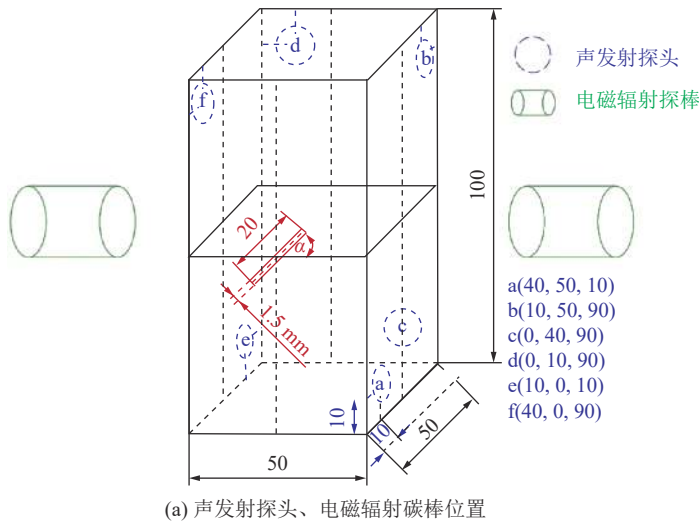 d
b
f
声发射探头
电磁辐射探棒
100
20
α
1.5 mm
a(40, 50, 10)
b(10, 50, 90)
c(0, 40, 90)
d(0, 10, 90)
e(10, 0, 10)
f(40, 0, 90)
c
e
a
10
10
50
50
(a) 声发射探头、电磁辐射碳棒位置